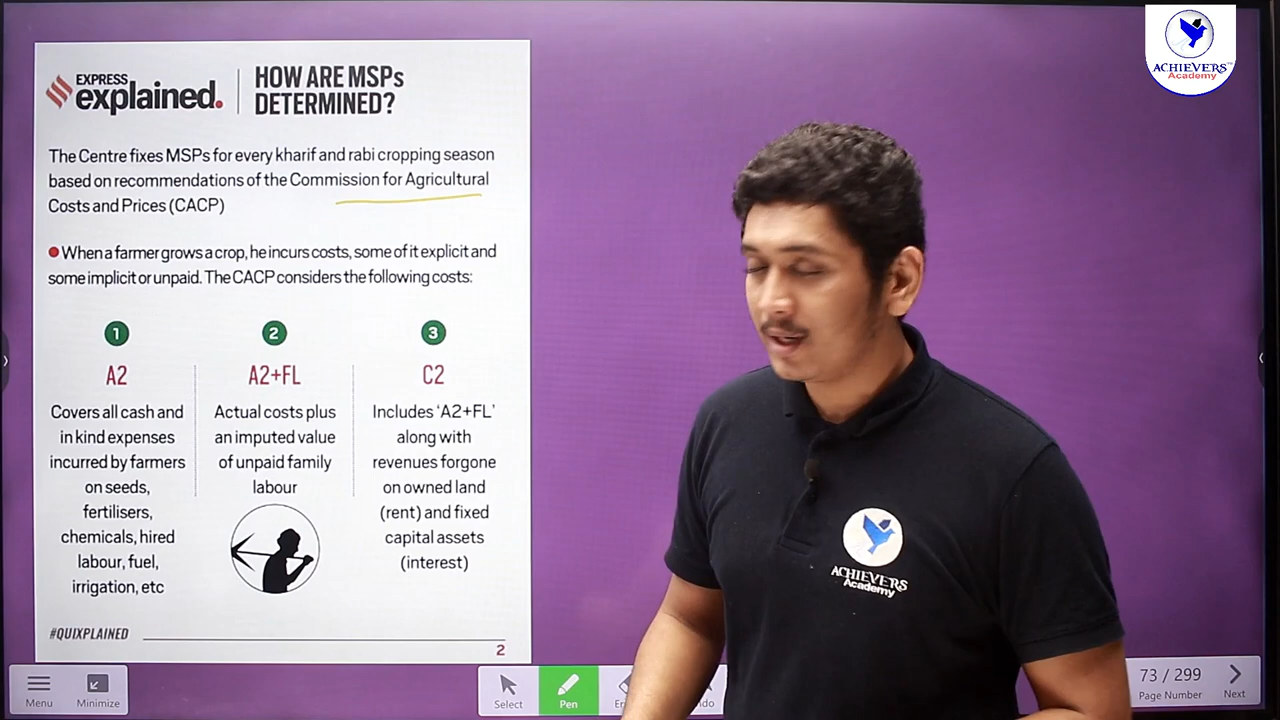 EXPRESS
explained.
HOW ARE MSPs
DETERMINED?
The Centre fixes MSPs for every kharif and rabi cropping season
based on recommendations of the Commission for Agricultural
Costs and Prices (CACP)
When a farmer grows a crop, he incurs costs, some of it explicit and
some implicit or unpaid. The CACP considers the following costs:
1
A2
Covers all cash and
in kind expenses
incurred by farmers
on seeds,
fertilisers,
chemicals, hired
labour, fuel,
irrigation, etc
2
A2+FL
Actual costs plus
an imputed value
of unpaid family
labour
3
C2
Includes 'A2+FL'
along with
revenues forgone
on owned land
(rent) and fixed
capital assets
(interest)
#QUIXPLAINED
2
ACHIEVERS™
Academy
ACHIEVERS
Academy
Menu
Minimize
Select
Pen
73 / 299
Page Number
Next